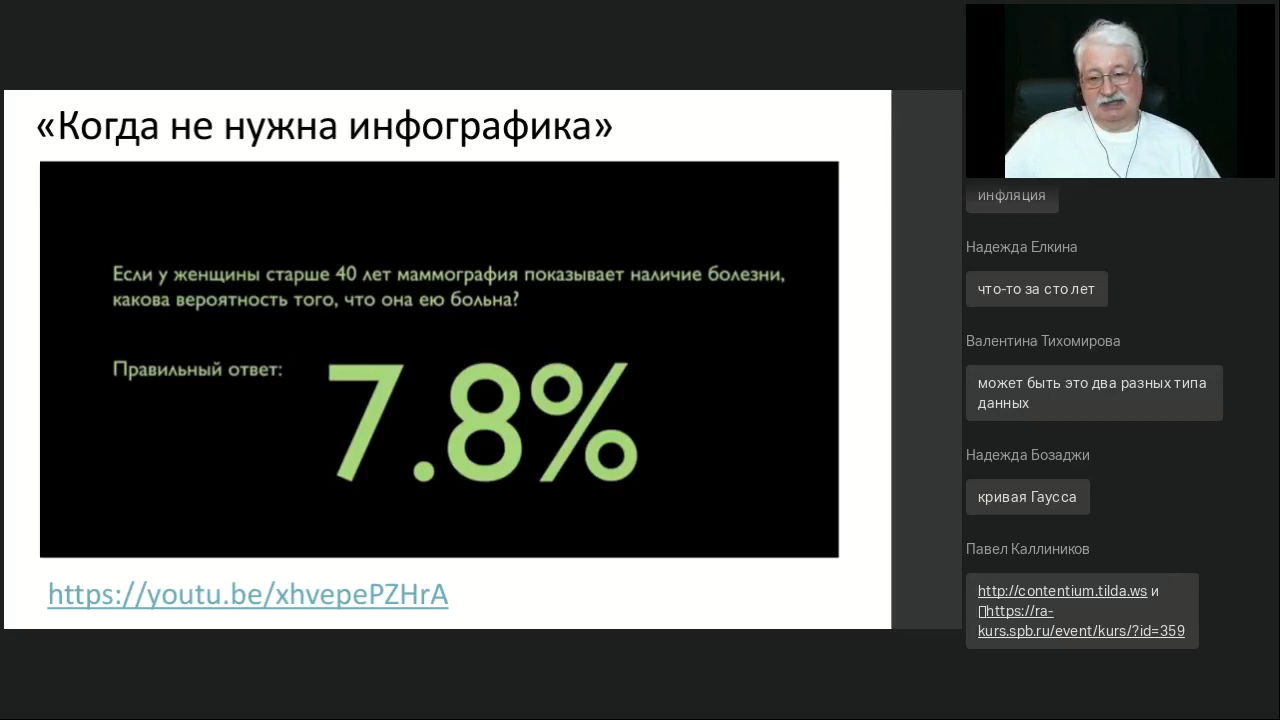 «Когда не нужна инфографика»
Если у женщины старше 40 лет маммография показывает наличие болезни,
какова вероятность того, что она ею больна?
Правильный ответ:
7.8%
https://youtu.be/xhvepePZHrA
инфляция
Надежда Елкина
что-то за сто лет
Валентина Тихомирова
может быть это два разных типа
данных
Надежда Бозаджи
кривая Гаусса
Павел Каллиников
http://contentium.tilda.ws и
https://ra-
kurs.spb.ru/event/kurs/?id=359